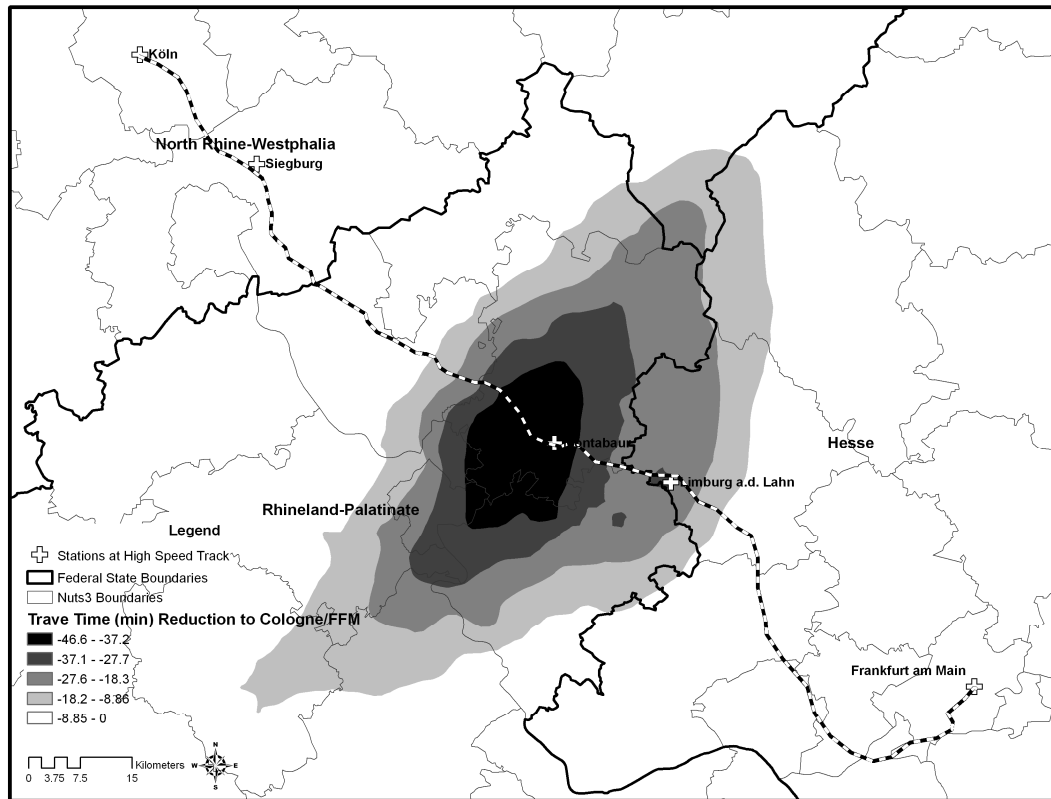 Köln
North Rhine-Westphalia
Siegburg
Montabaur
Hesse
Limburg a.d. Lahn
Rhineland-Palatinate
Frankfurt am Main
Legend
Stations at High Speed Track
Federal State Boundaries
Nuts3 Boundaries
Trave Time (min) Reduction to Cologne/FFM
-46.6 - -37.2
-37.1 - -27.7
-27.6 - -18.3
-18.2 - -8.86
-8.85 - 0
Kilometers
0 3.75 7.5 15
N
W E
S